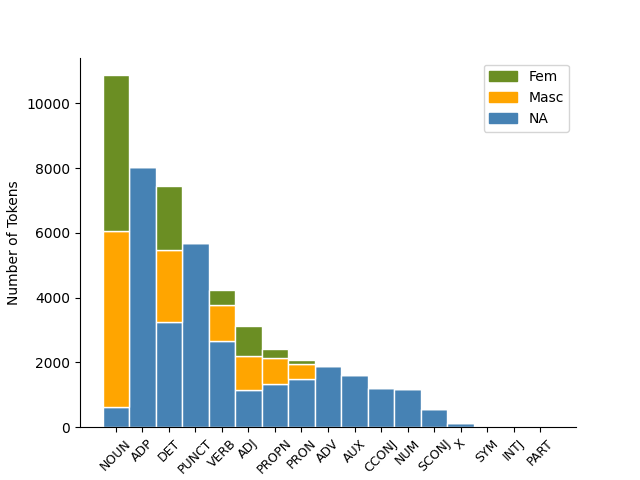 Fem
Masc
NA
10000
8000
6000
4000
2000
0
Number of Tokens
NOUN
ADP
DET
PUNCT
VERB
ADJ
PROPN
PRON
ADV
AUX
CCONJ
NUM
SCONJ
X
SYM
INTJ
PART